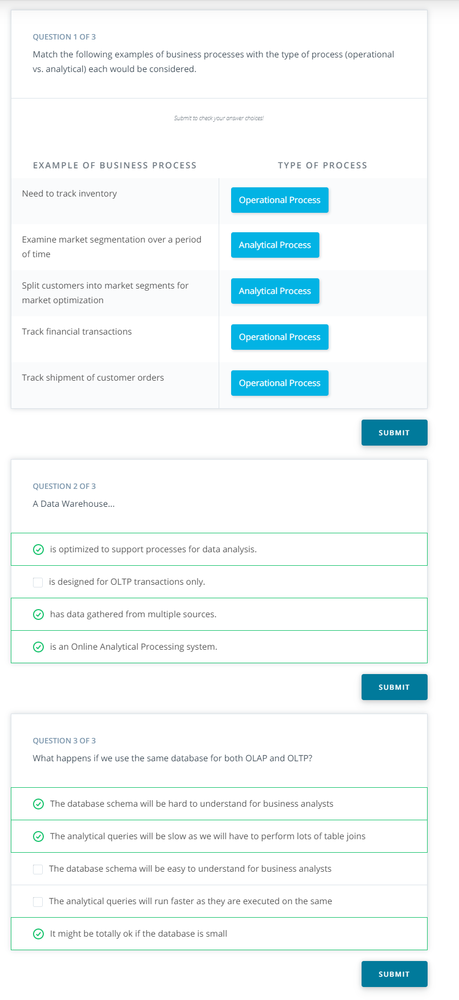 QUESTION 1 OF 3
Match the following examples of business processes with the type of process (operational
vs. analytical) each would be considered.
Submit to check your answer choices!
EXAMPLE OF BUSINESS PROCESS
TYPE OF PROCESS
Need to track inventory
Operational Process
Examine market segmentation over a period
of time
Analytical Process
Split customers into market segments for
market optimization
Analytical Process
Track financial transactions
Operational Process
Track shipment of customer orders
Operational Process
SUBMIT
QUESTION 2 OF 3
A Data Warehouse...
is optimized to support processes for data analysis.
is designed for OLTP transactions only.
has data gathered from multiple sources.
is an Online Analytical Processing system.
SUBMIT
QUESTION 3 OF 3
What happens if we use the same database for both OLAP and OLTP?
The database schema will be hard to understand for business analysts
The analytical queries will be slow as we will have to perform lots of table joins
The database schema will be easy to understand for business analysts
The analytical queries will run faster as they are executed on the same
It might be totally ok if the database is small
SUBMIT